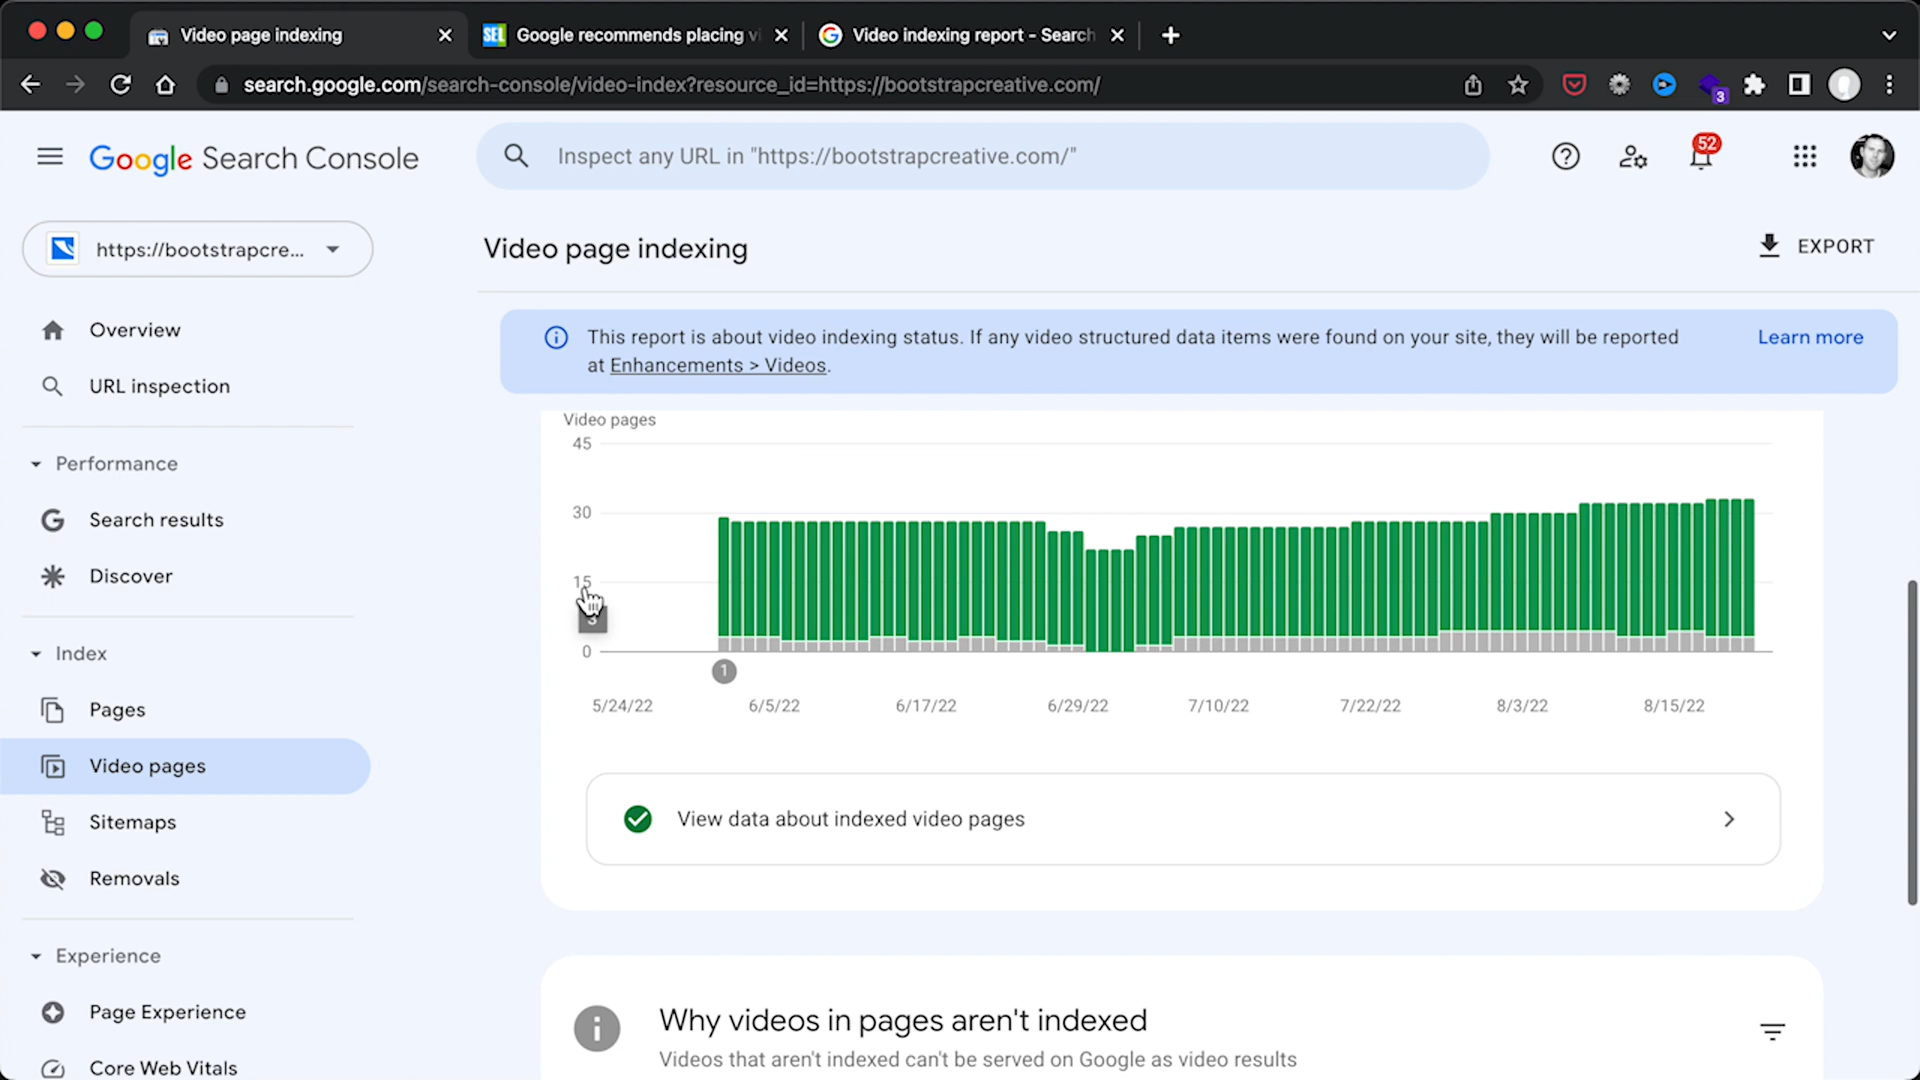 Video page indexing
SEL Google recommends placing vi
Video indexing report - Search
search.google.com/search-console/video-index?resource_id=https://bootstrapcreative.com/
3
Google Search Console
Inspect any URL in "https://bootstrapcreative.com/"
52
https://bootstrapcre...
Video page indexing
EXPORT
Overview
URL inspection
Performance
Search results
Discover
Index
Pages
Video pages
Sitemaps
Removals
Experience
Page Experience
Core Web Vitals
This report is about video indexing status. If any video structured data items were found on your site, they will be reported
at Enhancements > Videos.
Learn more
Video pages
45
30
15
3
0
1
5/24/22 6/5/22 6/17/22 6/29/22 7/10/22 7/22/22 8/3/22 8/15/22
View data about indexed video pages
Why videos in pages aren't indexed
Videos that aren't indexed can't be served on Google as video results